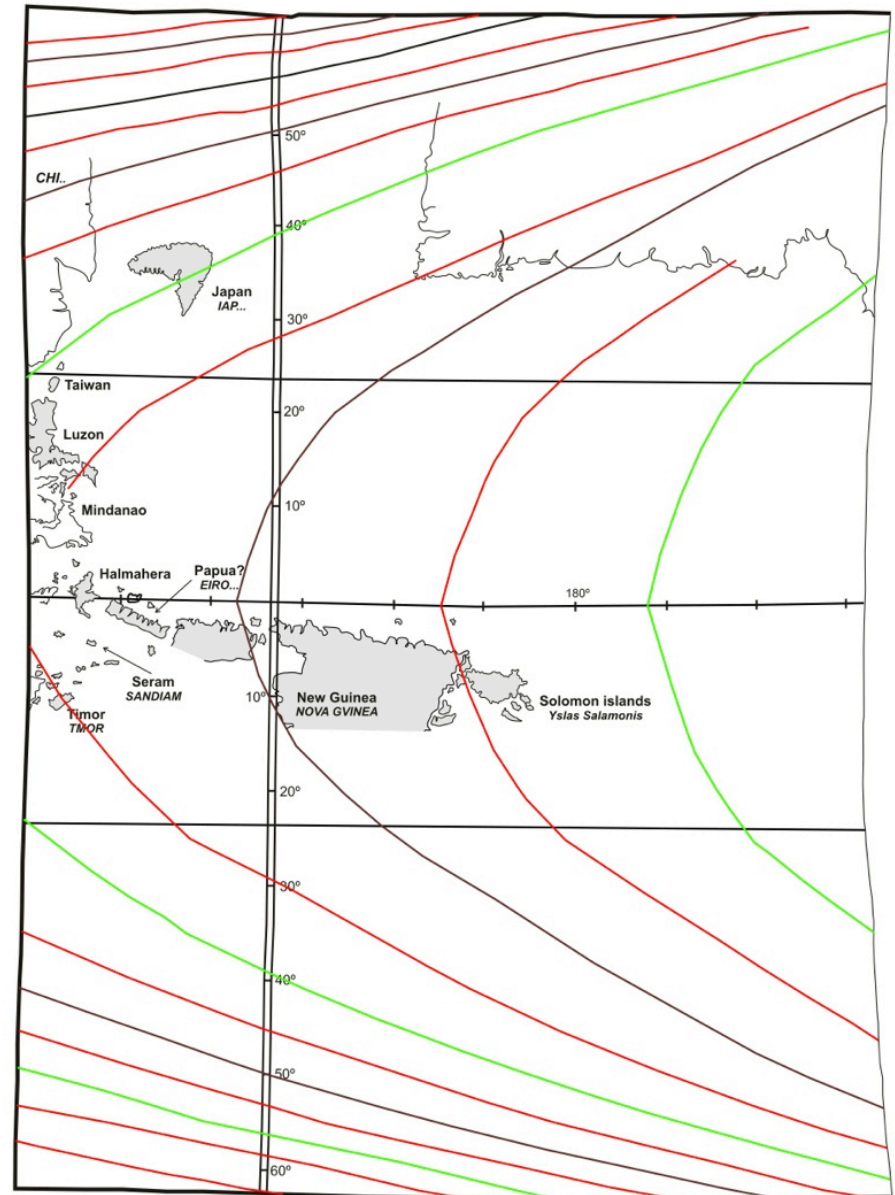 50º
CHI..
40º
Japan
IAP...
30º
Taiwan
20º
Luzon
10º
Mindanao
Halmahera
Papua?
EIRO...
180º
Seram
SANDIAM
10º
New Guinea
NOVA GVINEA
Solomon islands
Yslas Salamonis
Timor
TMOR
20º
30º
40º
50º
60º